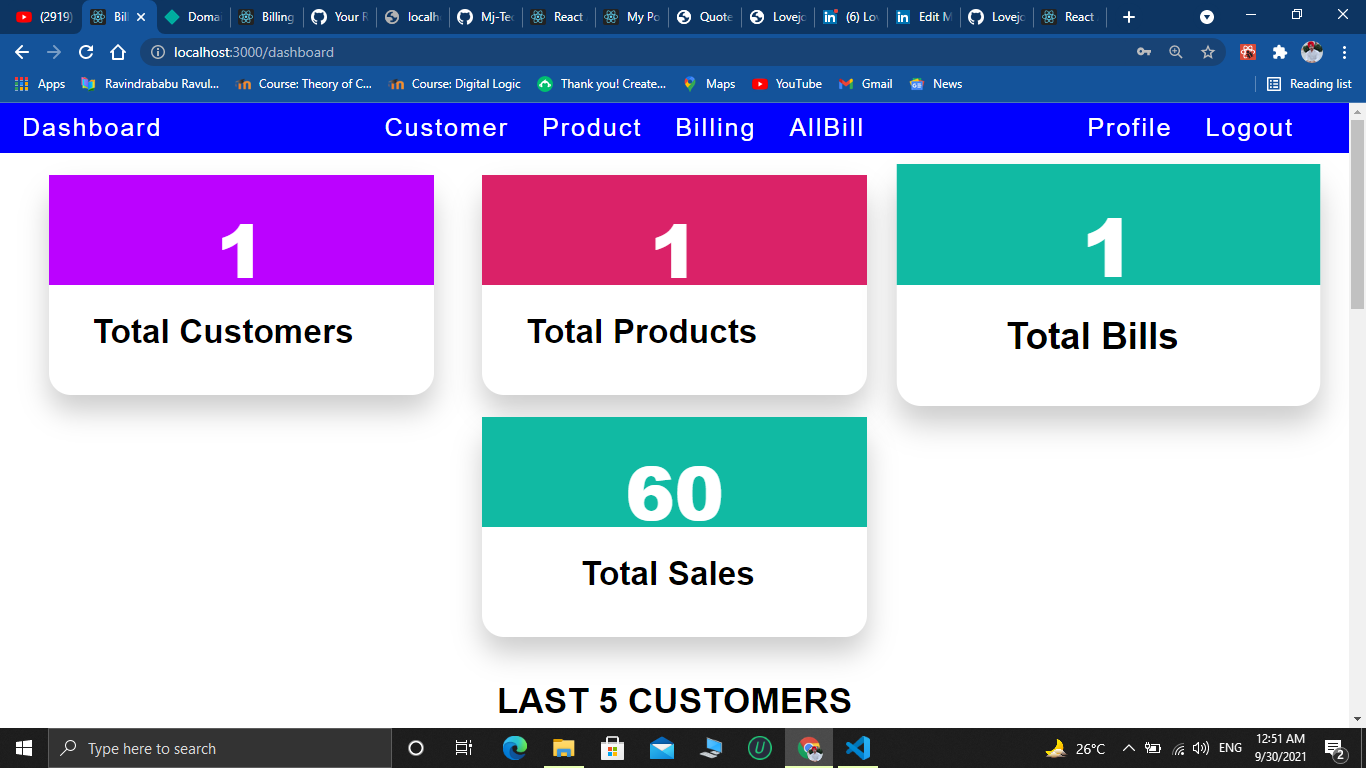 (2919)
Bil
Doma
Billing
Your R
localh
Mj-Tec
React
My Po
Quote
Lovejo
(6) Lov
Edit M
Lovejo
React
localhost:3000/dashboard
Apps
Ravindrababu Ravul...
Course: Theory of C...
Course: Digital Logic
Thank you! Create...
Maps
YouTube
Gmail
News
Reading list
Dashboard
Customer
Product
Billing
AllBill
Profile
Logout
1
Total Customers
1
Total Products
1
Total Bills
60
Total Sales
LAST 5 CUSTOMERS
Type here to search
26°C
ENG
12:51 AM
9/30/2021
2